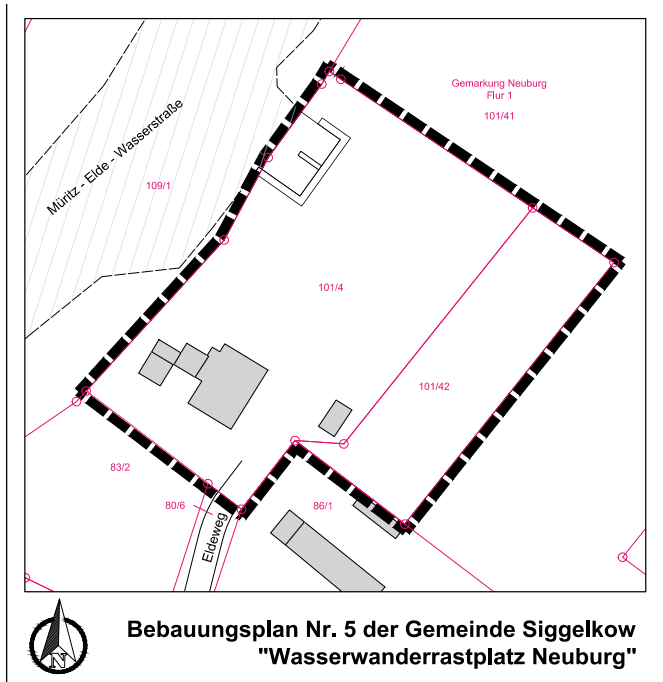 Gemarkung Neuburg
Flur 1
101/41
Müritz - Elde - Wasserstraße
109/1
101/4
101/42
83/2
80/6
86/1
Eldeweg
N
Bebauungsplan Nr. 5 der Gemeinde Siggelkow
"Wasserwanderrastplatz Neuburg"